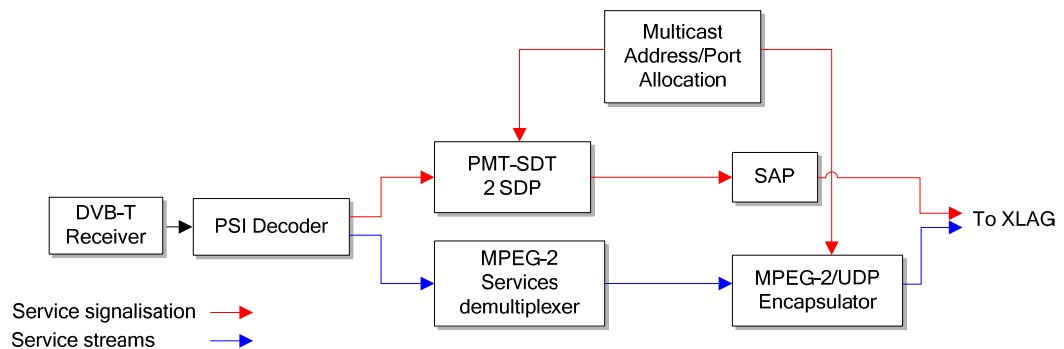 Multicast
Address/Port
Allocation
PMT-SDT
2 SDP
SAP
DVB-T
Receiver
PSI Decoder
To XLAG
MPEG-2
Services
demultiplexer
MPEG-2/UDP
Encapsulator
Service signalisation
Service streams